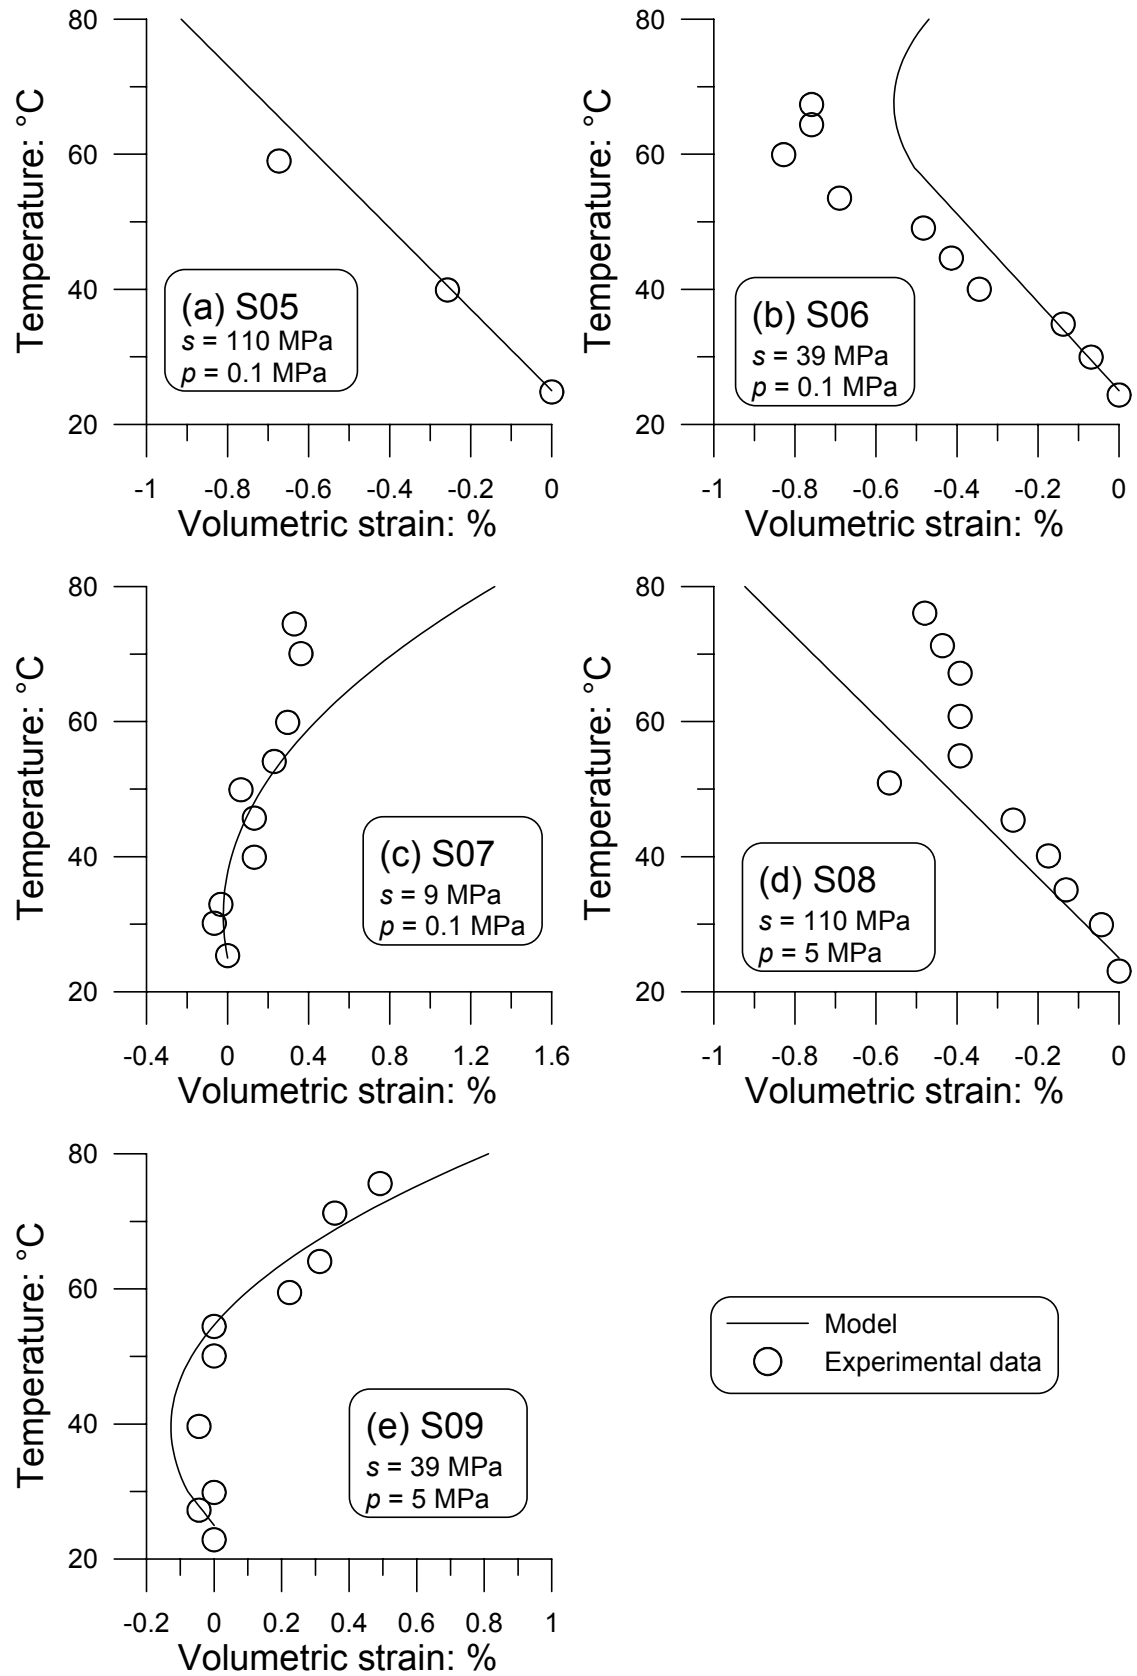 80
60
40
20
Temperature: °C
(a) S05
s = 110 MPa
p = 0.1 MPa
-1 -0.8 -0.6 -0.4 -0.2 0
Volumetric strain: %
80
60
40
20
Temperature: °C
(b) S06
s = 39 MPa
p = 0.1 MPa
-1 -0.8 -0.6 -0.4 -0.2 0
Volumetric strain: %
80
60
40
20
Temperature: °C
(c) S07
s = 9 MPa
p = 0.1 MPa
-0.4 0 0.4 0.8 1.2 1.6
Volumetric strain: %
80
60
40
20
Temperature: °C
(d) S08
s = 110 MPa
p = 5 MPa
-1 -0.8 -0.6 -0.4 -0.2 0
Volumetric strain: %
80
60
40
20
Temperature: °C
(e) S09
s = 39 MPa
p = 5 MPa
-0.2 0 0.2 0.4 0.6 0.8 1
Volumetric strain: %
Model
Experimental data